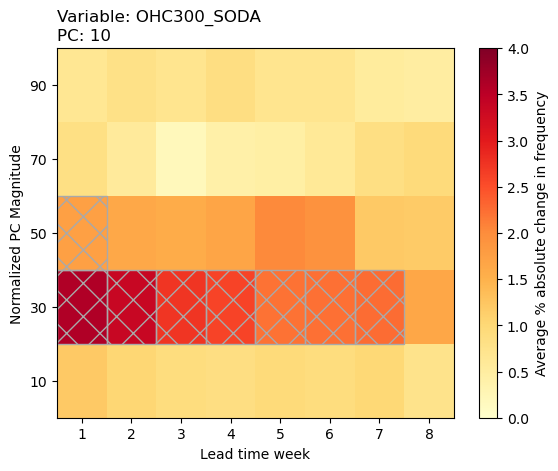 Variable: OHC300_SODA
PC: 10
90
70
50
30
10
Normalized PC Magnitude
1 2 3 4 5 6 7 8
Lead time week
4.0
3.5
3.0
2.5
2.0
1.5
1.0
0.5
0.0
Average % absolute change in frequency